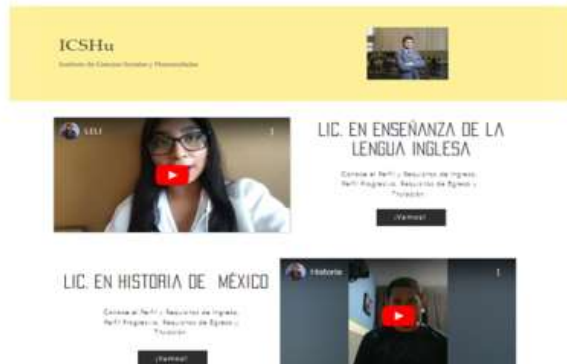 ICSHu
Instituto de Ciencias Sociales y Humanidades
LELI
LIC. EN ENSEÑANZA DE LA
LENGUA INGLESA
Conoce el Perfil y Requisitos de Ingreso,
Perfil Progresivo, Requisitos de Egreso y
Titulación.
¡Vamos!
LIC. EN HISTORIA DE MÉXICO
Conoce el Perfil y Requisitos de Ingreso,
Perfil Progresivo, Requisitos de Egreso y
Titulación.
¡Vamos!
Historia